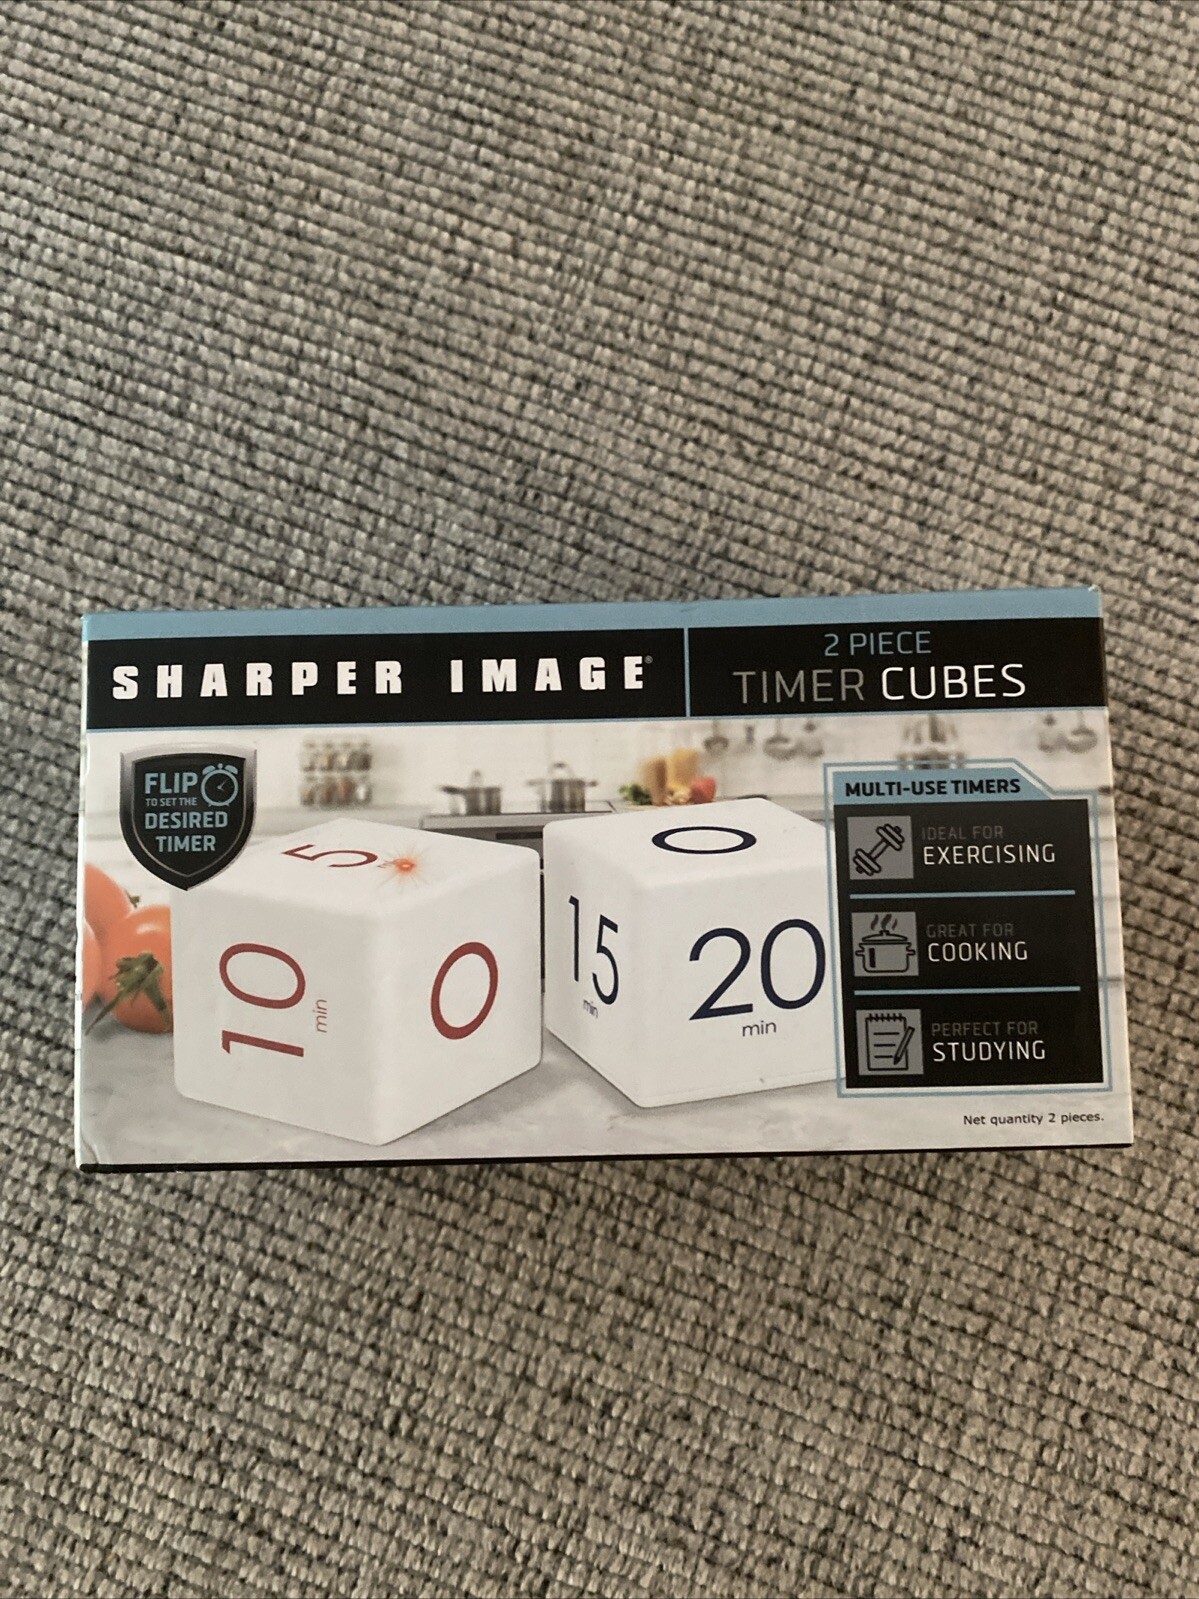 SHARPER IMAGE®
2 PIECE
TIMER CUBES
FLIP
TO SET THE
DESIRED
TIMER
5
10
min
0
0
15
min
20
min
MULTI-USE TIMERS
IDEAL FOR
EXERCISING
GREAT FOR
COOKING
PERFECT FOR
STUDYING
Net quantity 2 pieces.